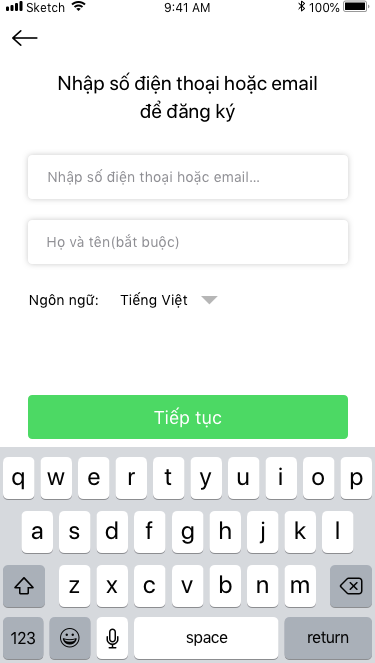 Sketch 9:41 AM 100%
Nhập số điện thoại hoặc email
để đăng ký
Nhập số điện thoại hoặc email...
Họ và tên(bắt buộc)
Ngôn ngữ: Tiếng Việt
Tiếp tục
q w e r t y u i o p
a s d f g h j k l
z x c v b n m
123 space return